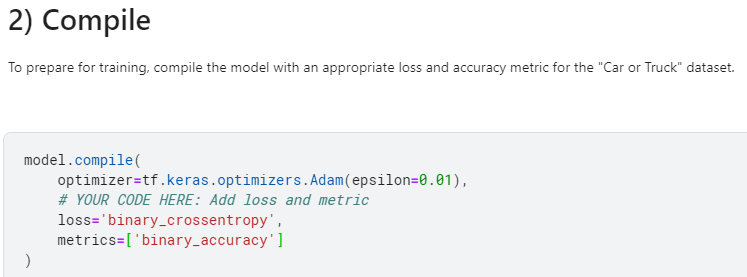 2) Compile
To prepare for training, compile the model with an appropriate loss and accuracy metric for the "Car or Truck" dataset.
model.compile(
    optimizer=tf.keras.optimizers.Adam(epsilon=0.01),
    # YOUR CODE HERE: Add loss and metric
    loss='binary_crossentropy',
    metrics=['binary_accuracy']
)